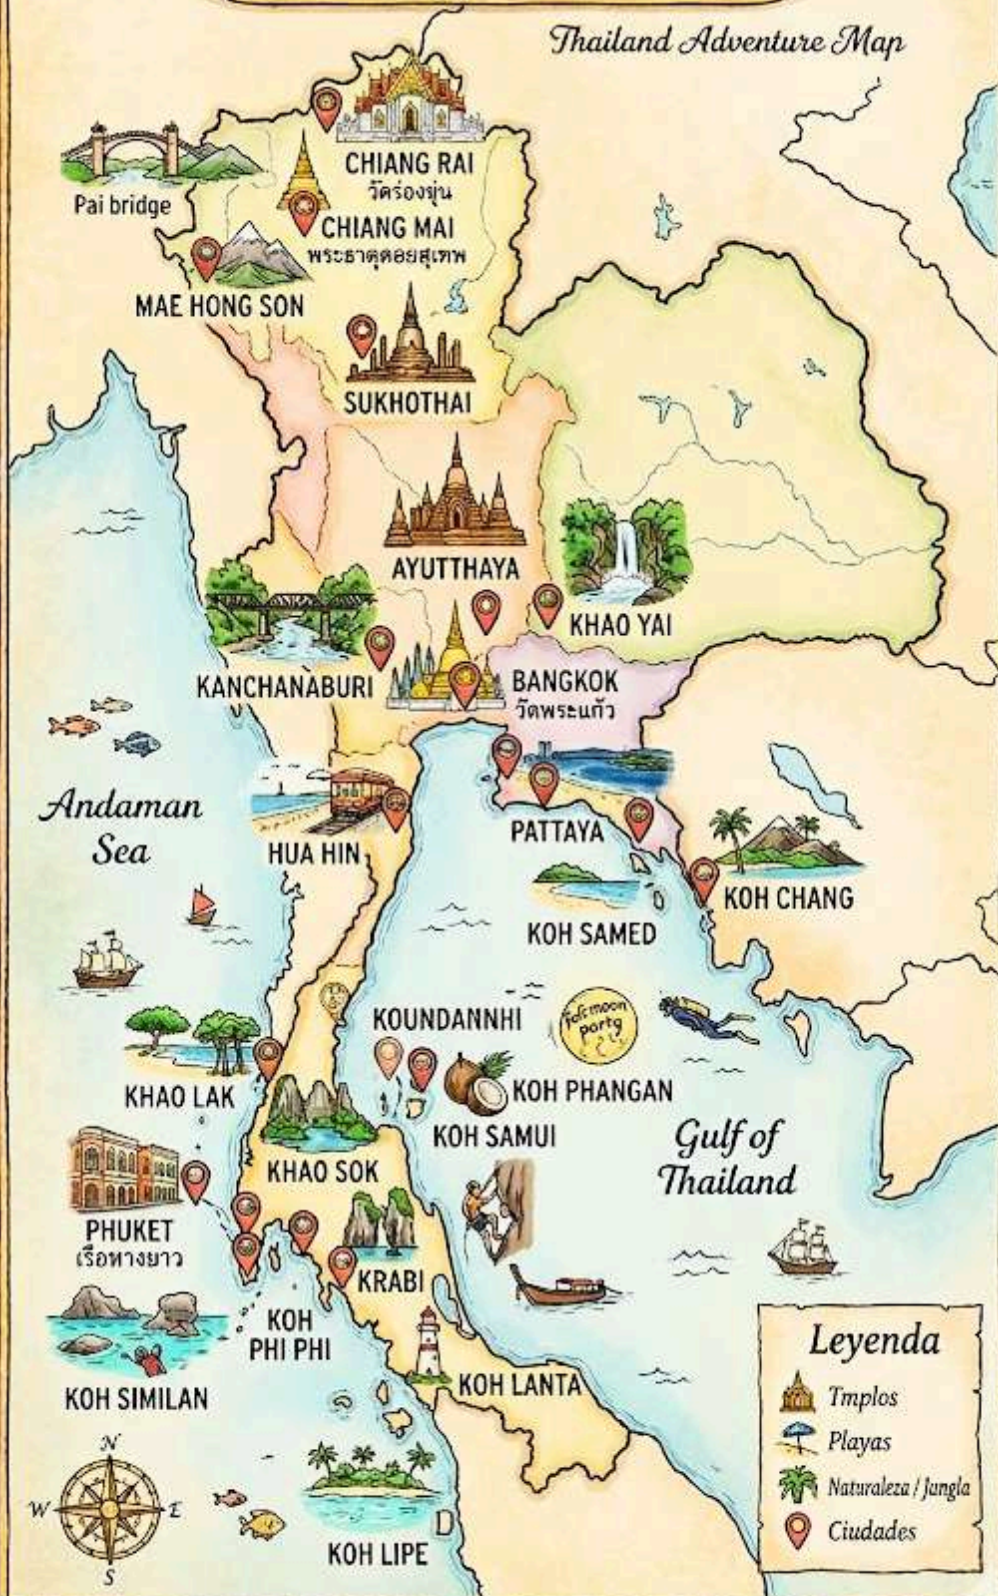 Thailand Adventure Map
CHIANG RAI
วัดร่องขุ่น
Pai bridge
CHIANG MAI
พระธาตุดอยสุเทพ
MAE HONG SON
SUKHOTHAI
AYUTTHAYA
KHAO YAI
KANCHANABURI
BANGKOK
วัดพระแก้ว
Andaman
Sea
HUA HIN
PATTAYA
KOH CHANG
KOH SAMED
KOUNDANNHI
party
KHAO LAK
KOH PHANGAN
KOH SAMUI
Gulf of
Thailand
KHAO SOK
PHUKET
เรือหางยาว
KRABI
KOH
PHI PHI
KOH SIMILAN
KOH LANTA
Leyenda
Tmplos
Playas
Naturaleza / Jungla
Ciudades
N
W
E
S
KOH LIPE